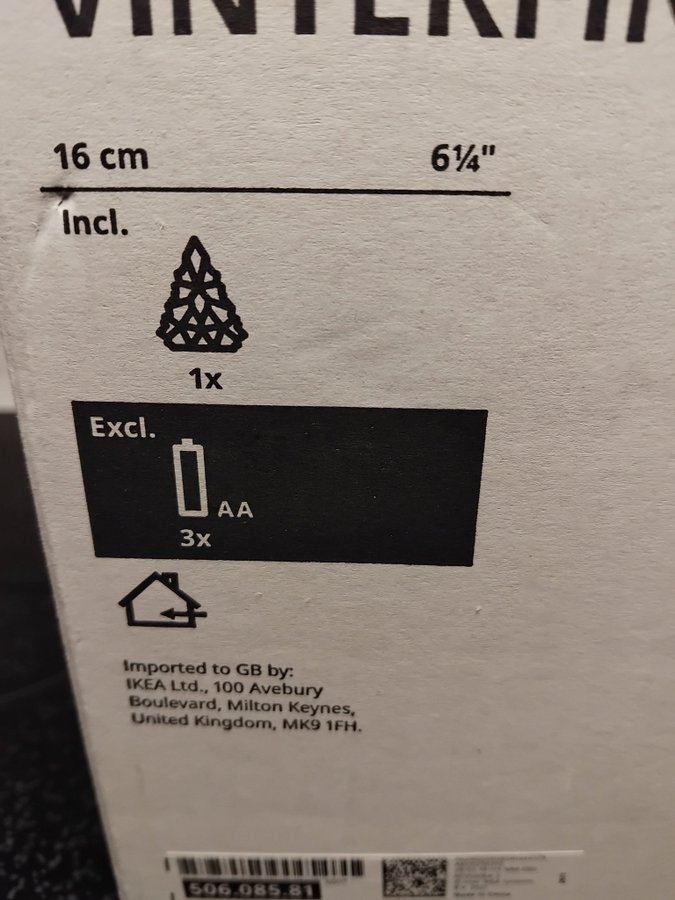 16 cm 6¼"
Incl.
1x
Excl.
AA
3x
Imported to GB by:
IKEA Ltd., 100 Avebury
Boulevard, Milton Keynes,
United Kingdom, MK9 1FH.
506.085.81